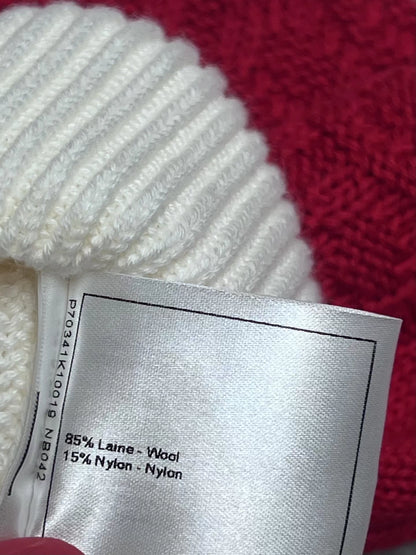 P70341K10019 NB042
85% Laine - Wool
15% Nylon - Nylon